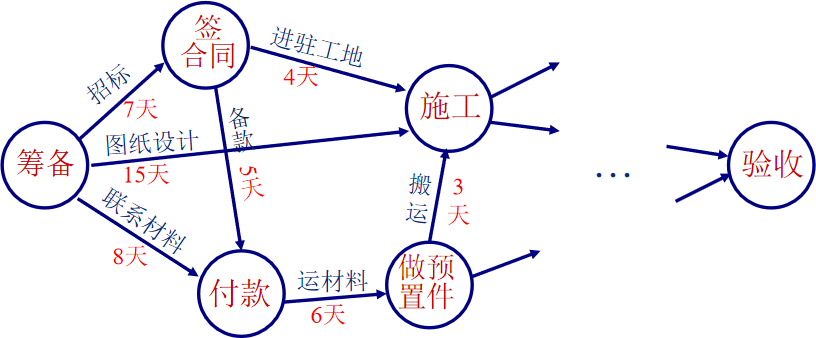 签
合同
进驻工地
4天
招标
7天
施工
备
款
5天
图纸设计
15天
筹备
搬
运
3
天
…
验收
联系材料
8天
付款
运材料
6天
做预
置件